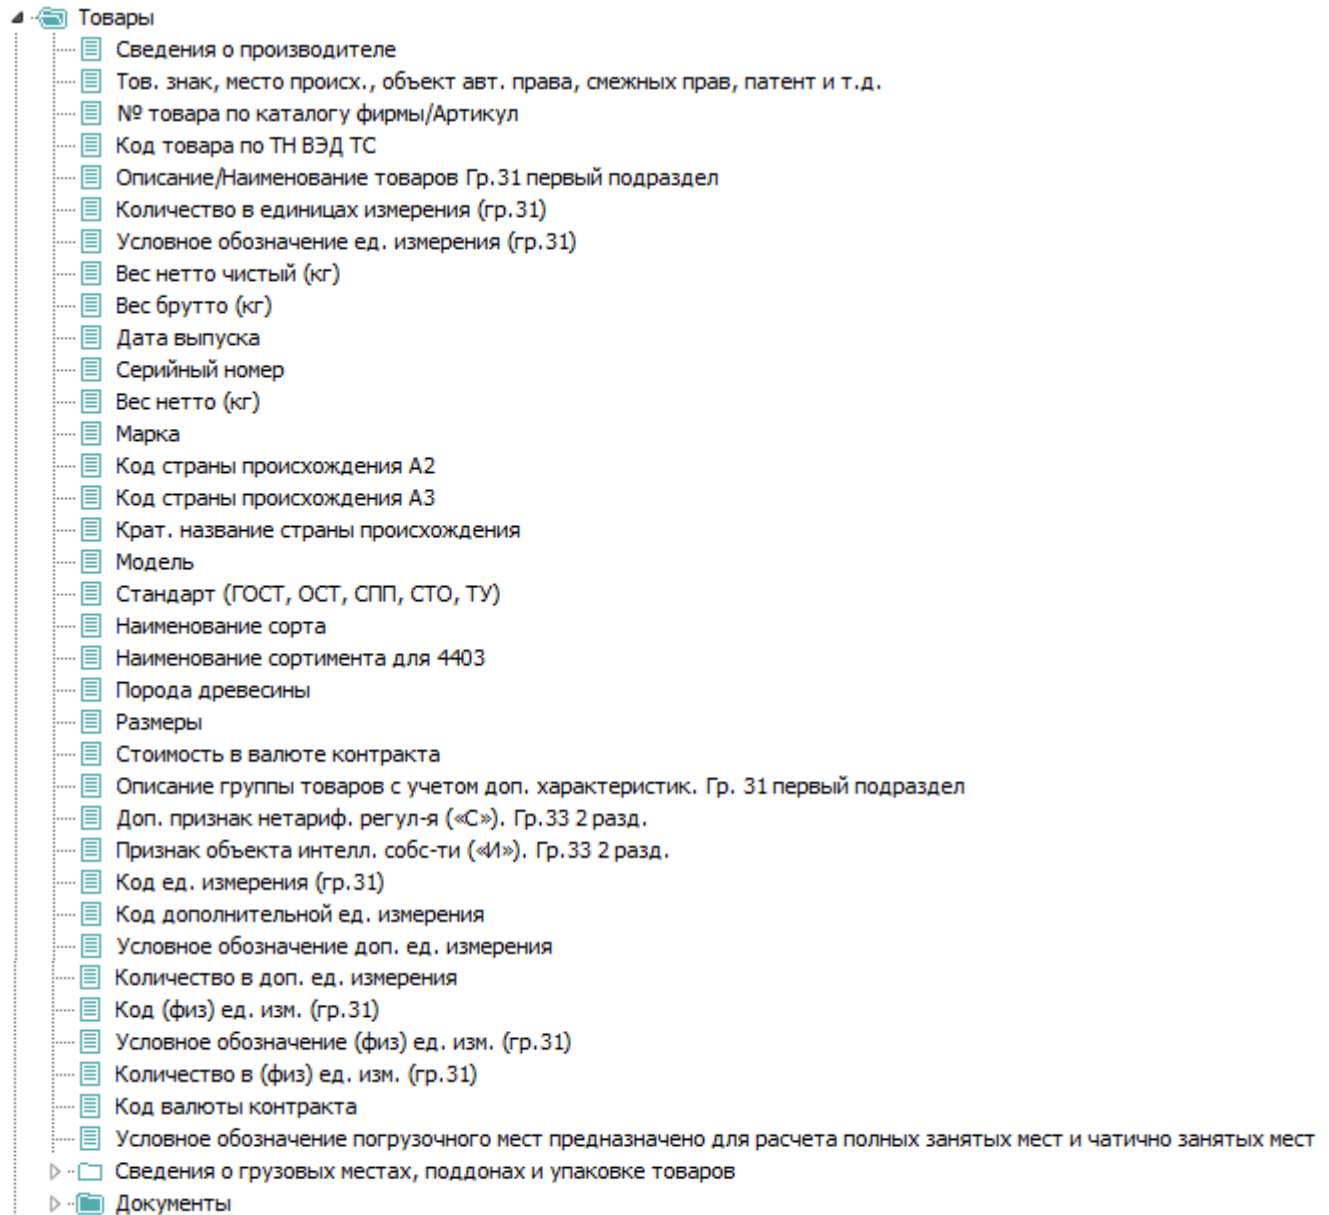 Товары
Сведения о производителе
Тов. знак, место происх., объект авт. права, смежных прав, патент и т.д.
№ товара по каталогу фирмы/Артикул
Код товара по ТН ВЭД ТС
Описание/Наименование товаров Гр.31 первый подраздел
Количество в единицах измерения (гр.31)
Условное обозначение ед. измерения (гр.31)
Вес нетто чистый (кг)
Вес брутто (кг)
Дата выпуска
Серийный номер
Вес нетто (кг)
Марка
Код страны происхождения А2
Код страны происхождения А3
Крат. название страны происхождения
Модель
Стандарт (ГОСТ, ОСТ, СПП, СТО, ТУ)
Наименование сорта
Наименование сортимента для 4403
Порода древесины
Размеры
Стоимость в валюте контракта
Описание группы товаров с учетом доп. характеристик. Гр. 31 первый подраздел
Доп. признак нетариф. регул-я («С»). Гр.33 2 разд.
Признак объекта интелл. собс-ти («И»). Гр.33 2 разд.
Код ед. измерения (гр.31)
Код дополнительной ед. измерения
Условное обозначение доп. ед. измерения
Количество в доп. ед. измерения
Код (физ) ед. изм. (гр.31)
Условное обозначение (физ) ед. изм. (гр.31)
Количество в (физ) ед. изм. (гр.31)
Код валюты контракта
Условное обозначение погрузочного мест предназначено для расчета полных занятых мест и чатично занятых мест
Сведения о грузовых местах, поддонах и упаковке товаров
Документы